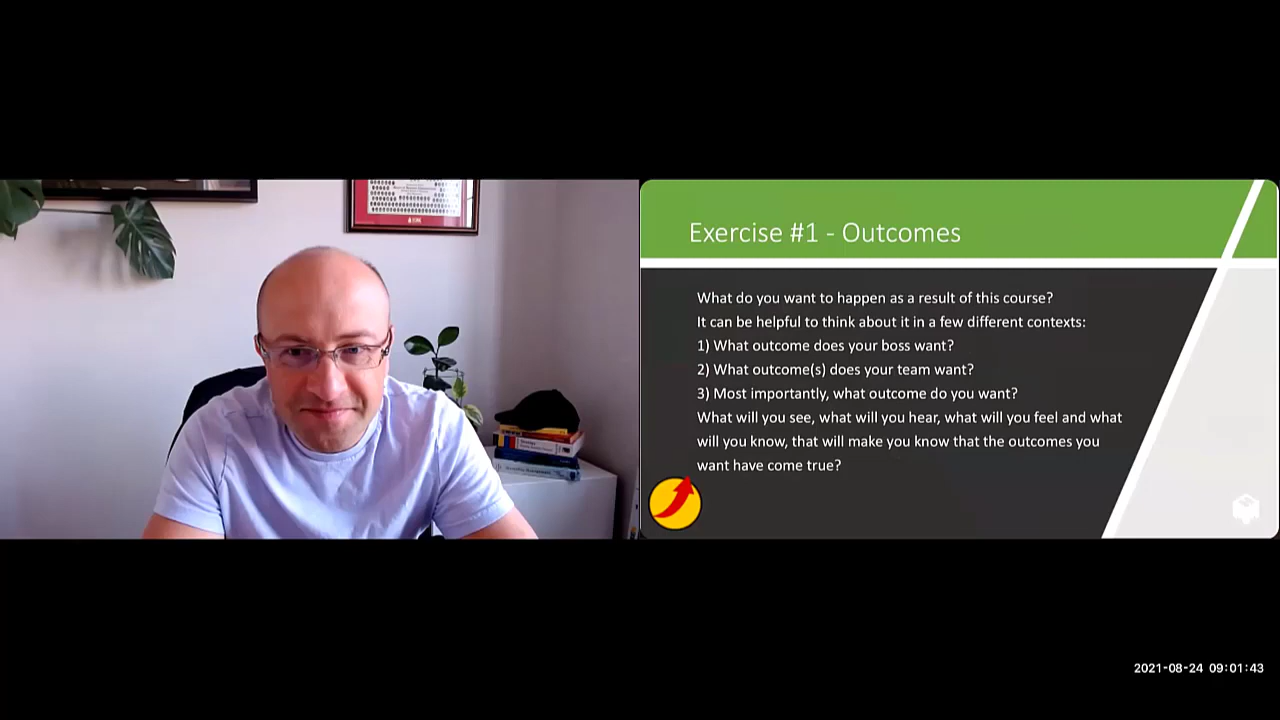 Exercise #1 - Outcomes
What do you want to happen as a result of this course?
It can be helpful to think about it in a few different contexts:
1) What outcome does your boss want?
2) What outcome(s) does your team want?
3) Most importantly, what outcome do you want?
What will you see, what will you hear, what will you feel and what
will you know, that will make you know that the outcomes you
want have come true?
2021-08-24 09:01:43